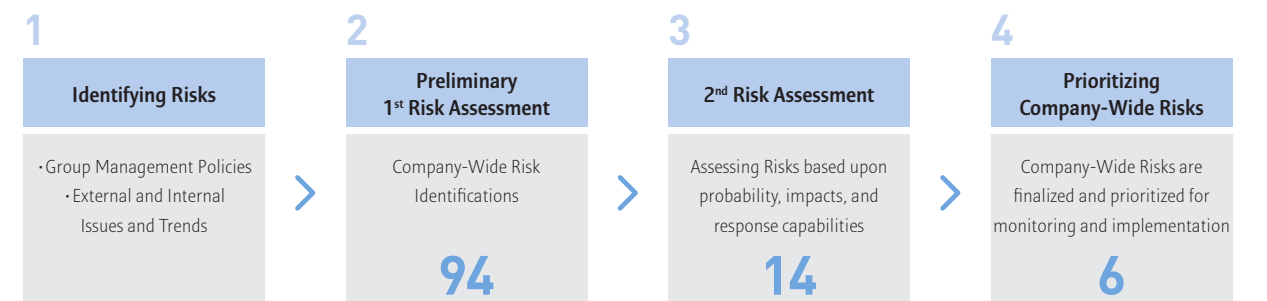 1
Identifying Risks
·Group Management Policies
·External and Internal
Issues and Trends
2
Preliminary
1st Risk Assessment
Company-Wide Risk
Identifications
94
3
2nd Risk Assessment
Assessing Risks based upon
probability, impacts, and
response capabilities
14
4
Prioritizing
Company-Wide Risks
Company-Wide Risks are
finalized and prioritized for
monitoring and implementation
6